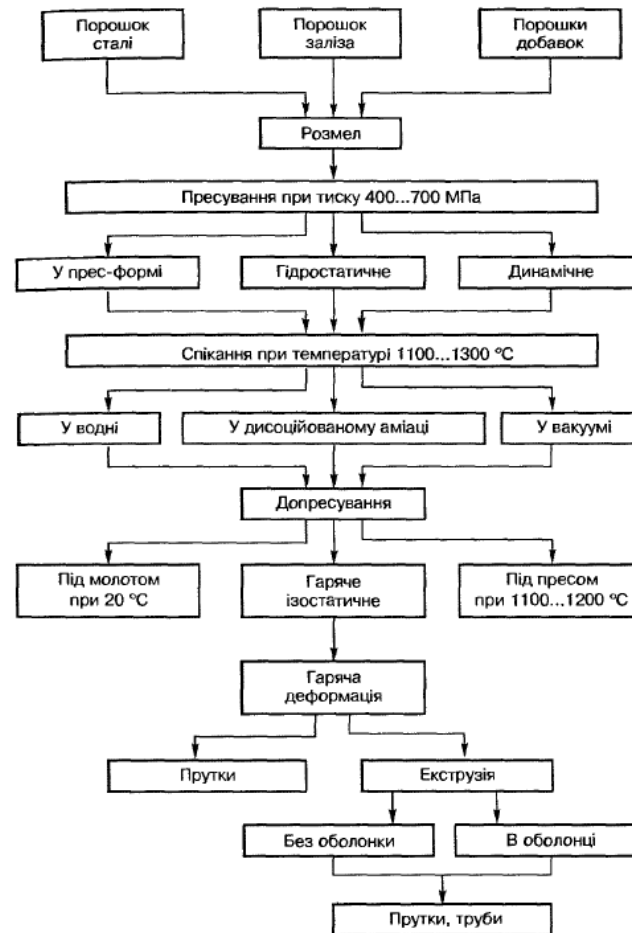 Порошок
сталі
Порошок
заліза
Порошки
добавок
Розмел
Пресування при тиску 400...700 МПа
У прес-формі
Гідростатичне
Динамічне
Спікання при температурі 1100...1300 °С
У водні
У дисоційованому аміаці
У вакуумі
Допресування
Під молотом
при 20 °С
Гаряче
ізостатичне
Під пресом
при 1100...1200 °С
Гаряча
деформація
Прутки
Екструзія
Без оболонки
В оболонці
Прутки, труби